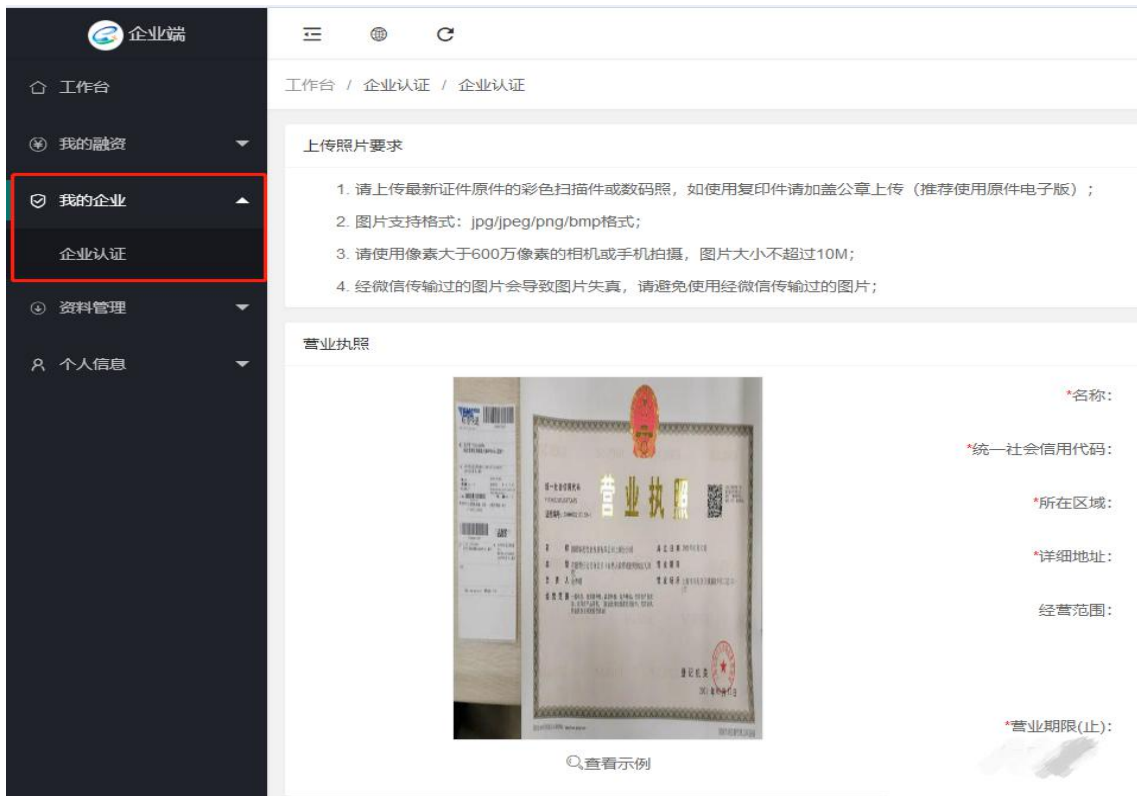 企业端
工作台
我的融资
我的企业
企业认证
资料管理
个人信息
工作台 / 企业认证 / 企业认证
上传照片要求
1. 请上传最新证件原件的彩色扫描件或数码照，如使用复印件请加盖公章上传（推荐使用原件电子版）；
2. 图片支持格式：jpg/jpeg/png/bmp格式;
3. 请使用像素大于600万像素的相机或手机拍摄，图片大小不超过10M;
4. 经微信传输过的图片会导致图片失真，请避免使用经微信传输过的图片;
营业执照
营业执照
登记机关
查看示例
*名称:
*统一社会信用代码:
*所在区域:
*详细地址:
经营范围:
*营业期限(止):